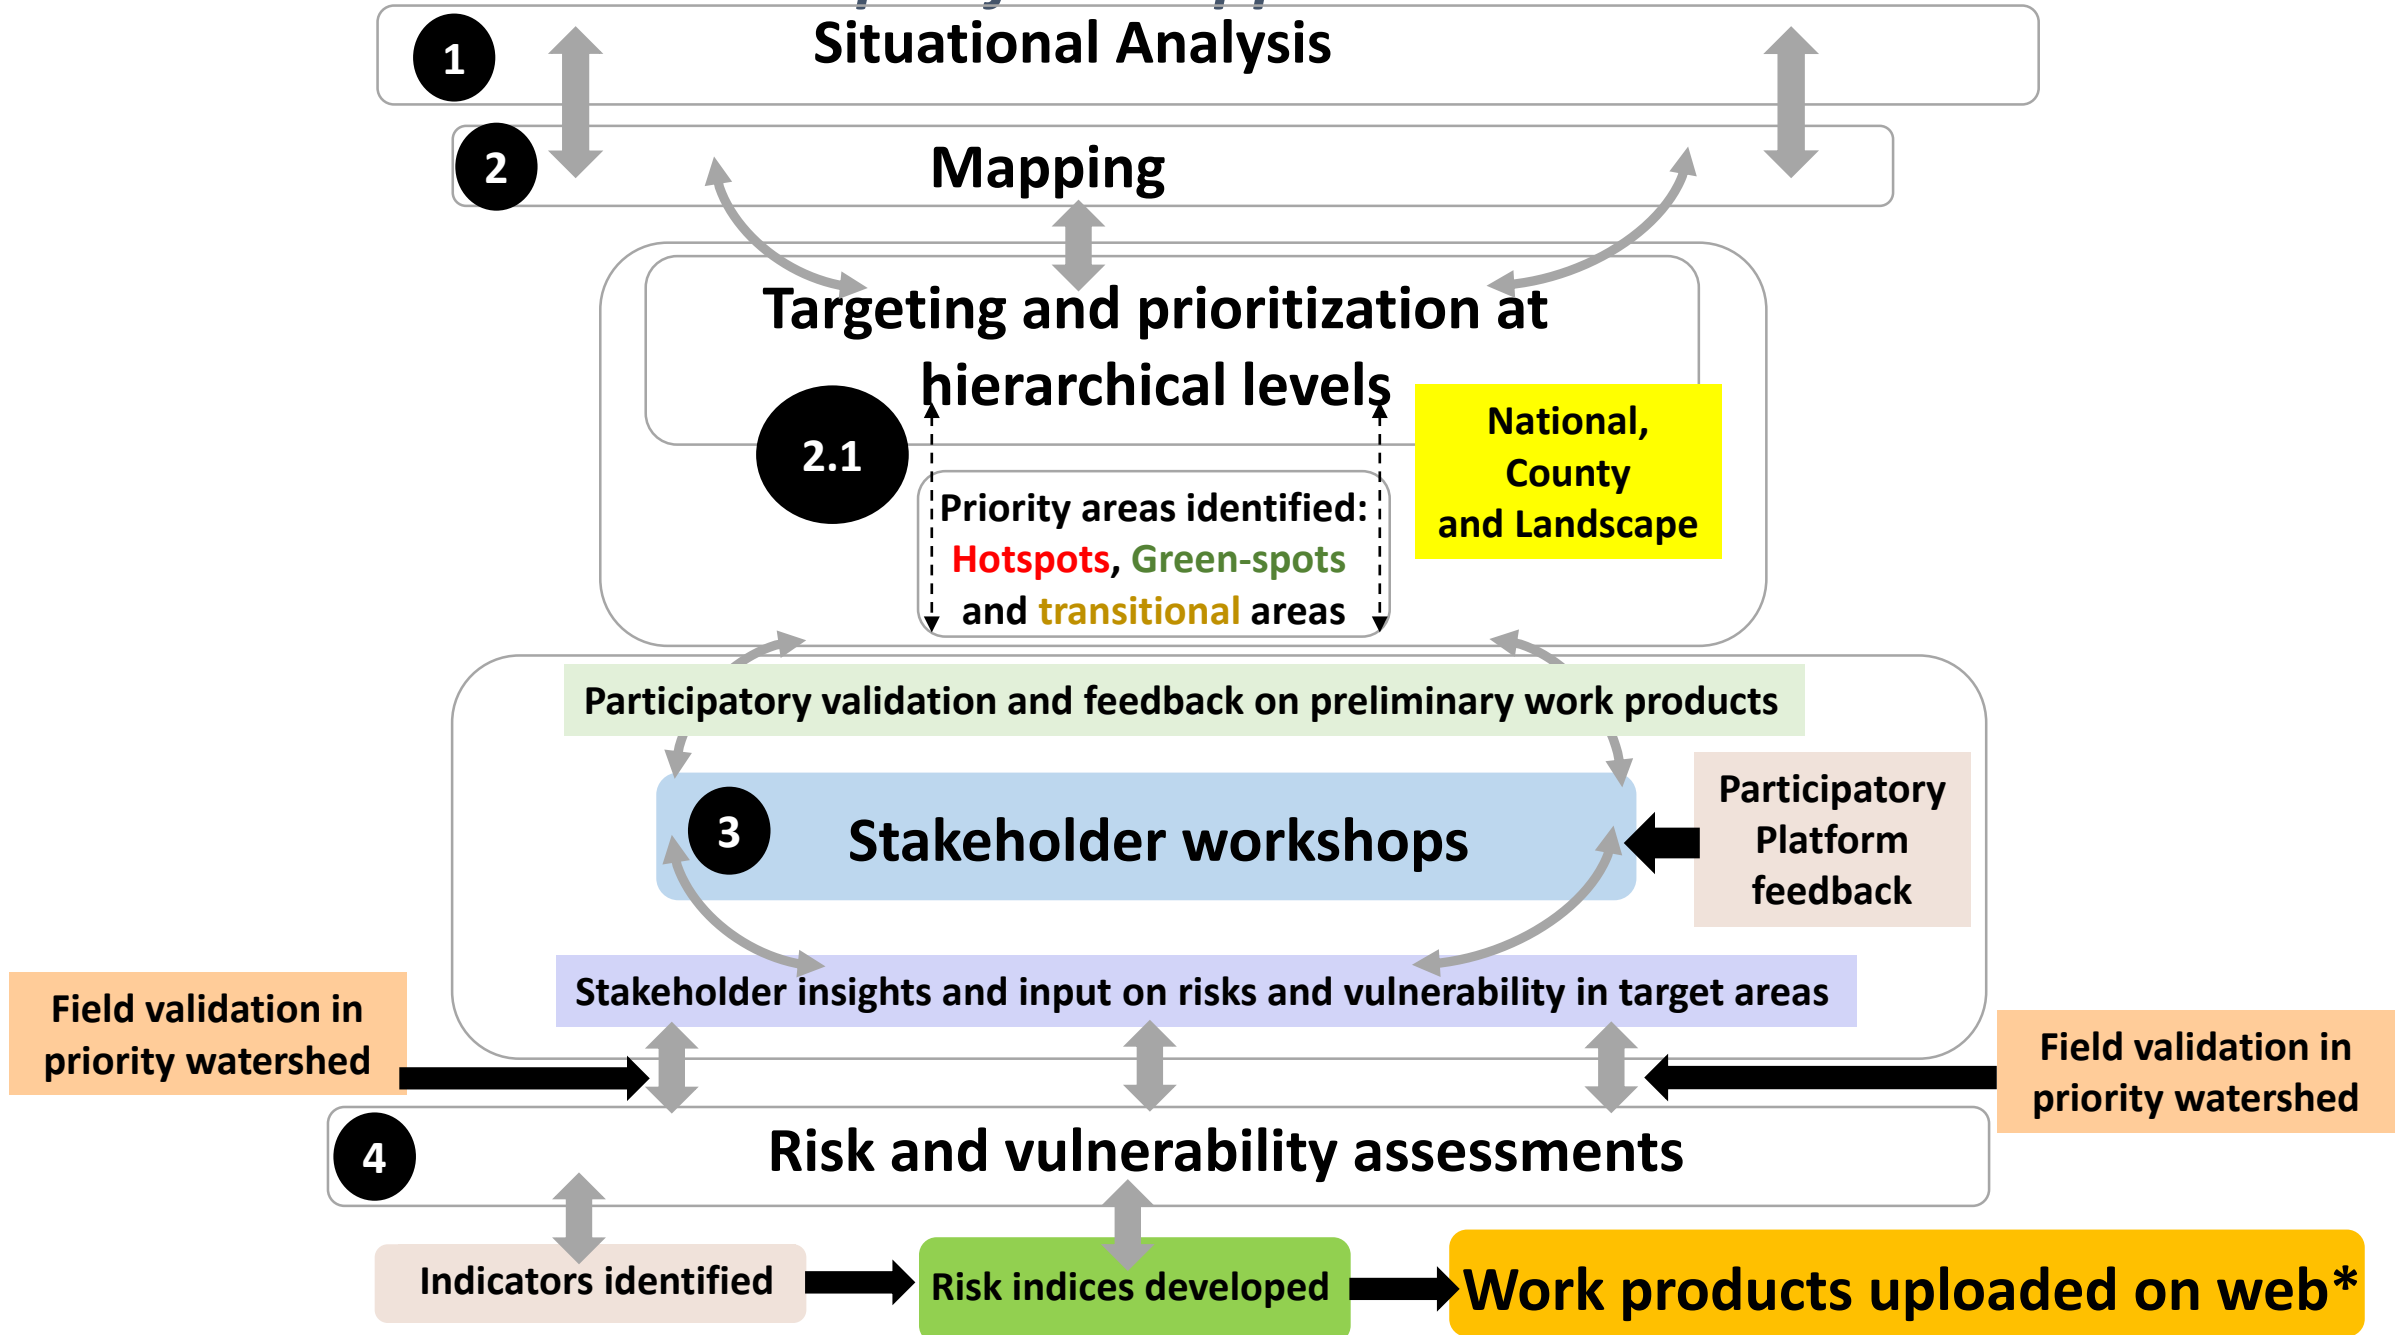 1
Situational Analysis
2
Mapping
Targeting and prioritization at
hierarchical levels
2.1
National,
County
and Landscape
Priority areas identified:
Hotspots, Green-spots
and transitional areas
Participatory validation and feedback on preliminary work products
3
Stakeholder workshops
Participatory
Platform
feedback
Stakeholder insights and input on risks and vulnerability in target areas
Field validation in
priority watershed
Field validation in
priority watershed
4
Risk and vulnerability assessments
Indicators identified
Risk indices developed
Work products uploaded on web*